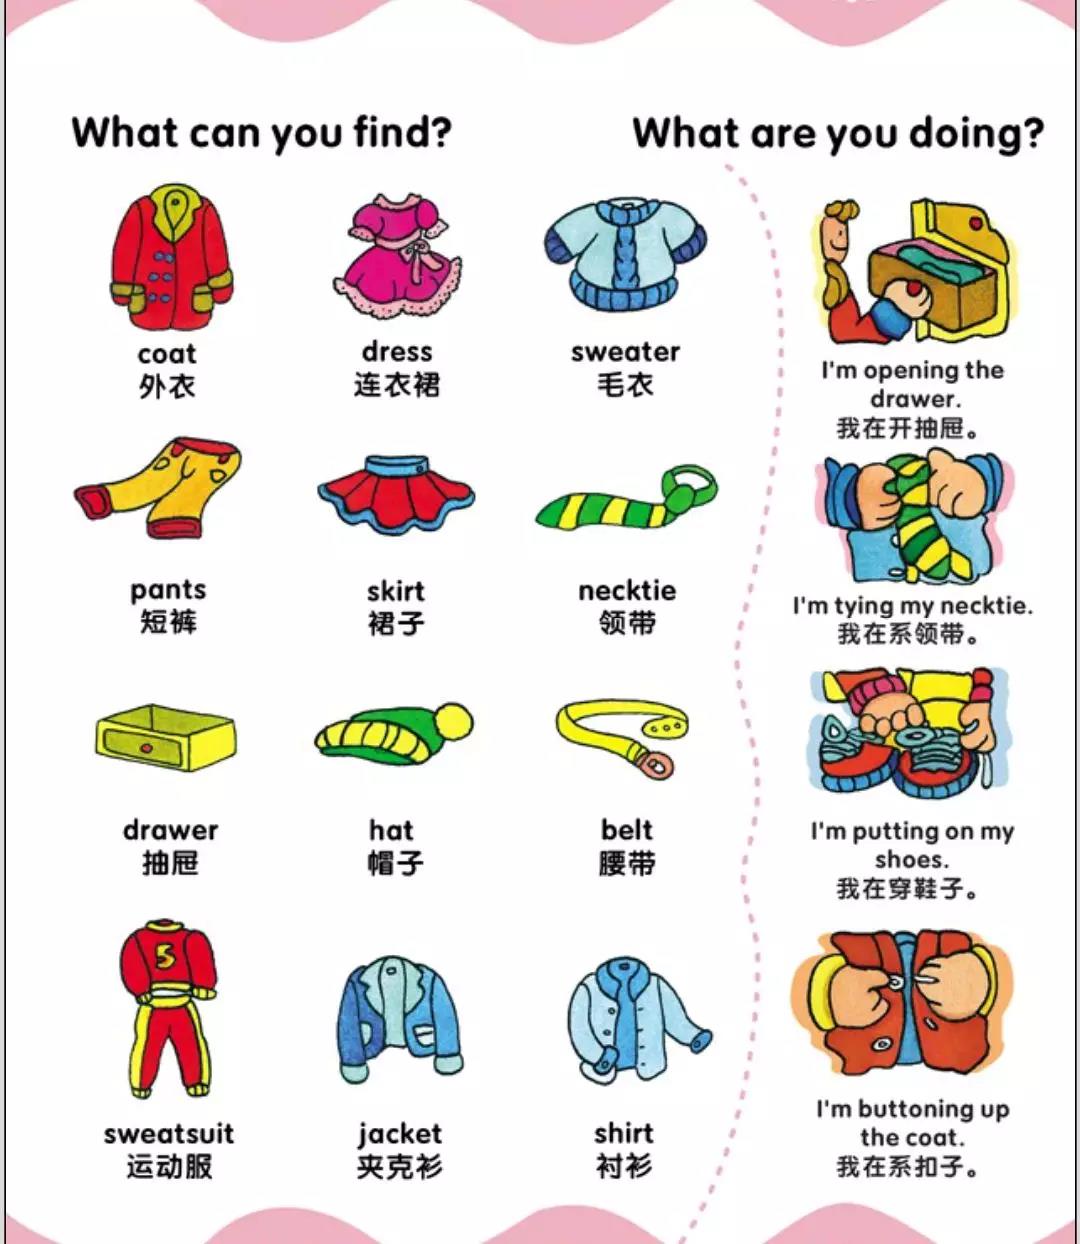 What can you find?
What are you doing?
coat
外衣
dress
连衣裙
sweater
毛衣
pants
短裤
skirt
裙子
necktie
领带
drawer
抽屉
hat
帽子
belt
腰带
5
sweatsuit
运动服
jacket
夹克衫
shirt
衬衫
I'm opening the
drawer.
我在开抽屉。
I'm tying my necktie.
我在系领带。
I'm putting on my
shoes.
我在穿鞋子。
I'm buttoning up
the coat.
我在系扣子。